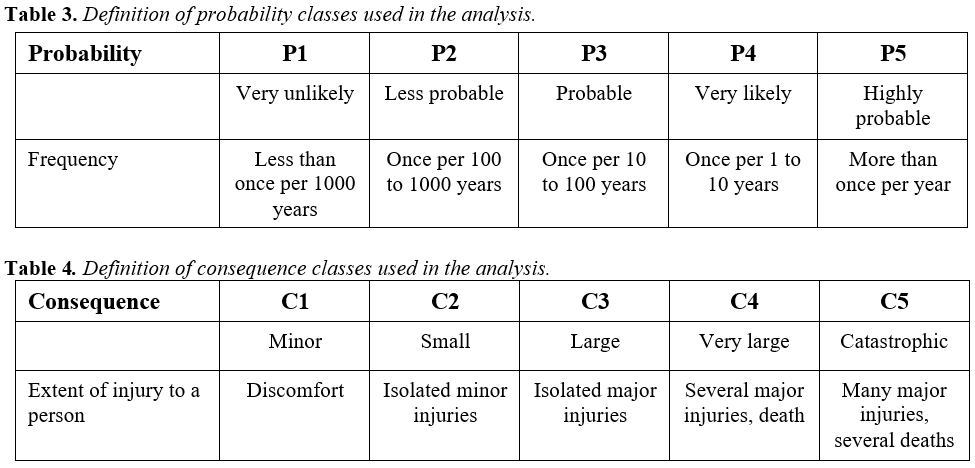 Table 3. Definition of probability classes used in the analysis.
Probability P1 P2 P3 P4 P5
Very unlikely Less probable Probable Very likely Highly
probable
Frequency Less than Once per 100 Once per 10 Once per 1 to More than
once per 1000 to 1000 years to 100 years 10 years once per year
years
Table 4. Definition of consequence classes used in the analysis.
Consequence C1 C2 C3 C4 C5
Minor Small Large Very large Catastrophic
Extent of injury to a Discomfort Isolated minor Isolated major Several major Many major
person injuries injuries injuries, death injuries,
several deaths